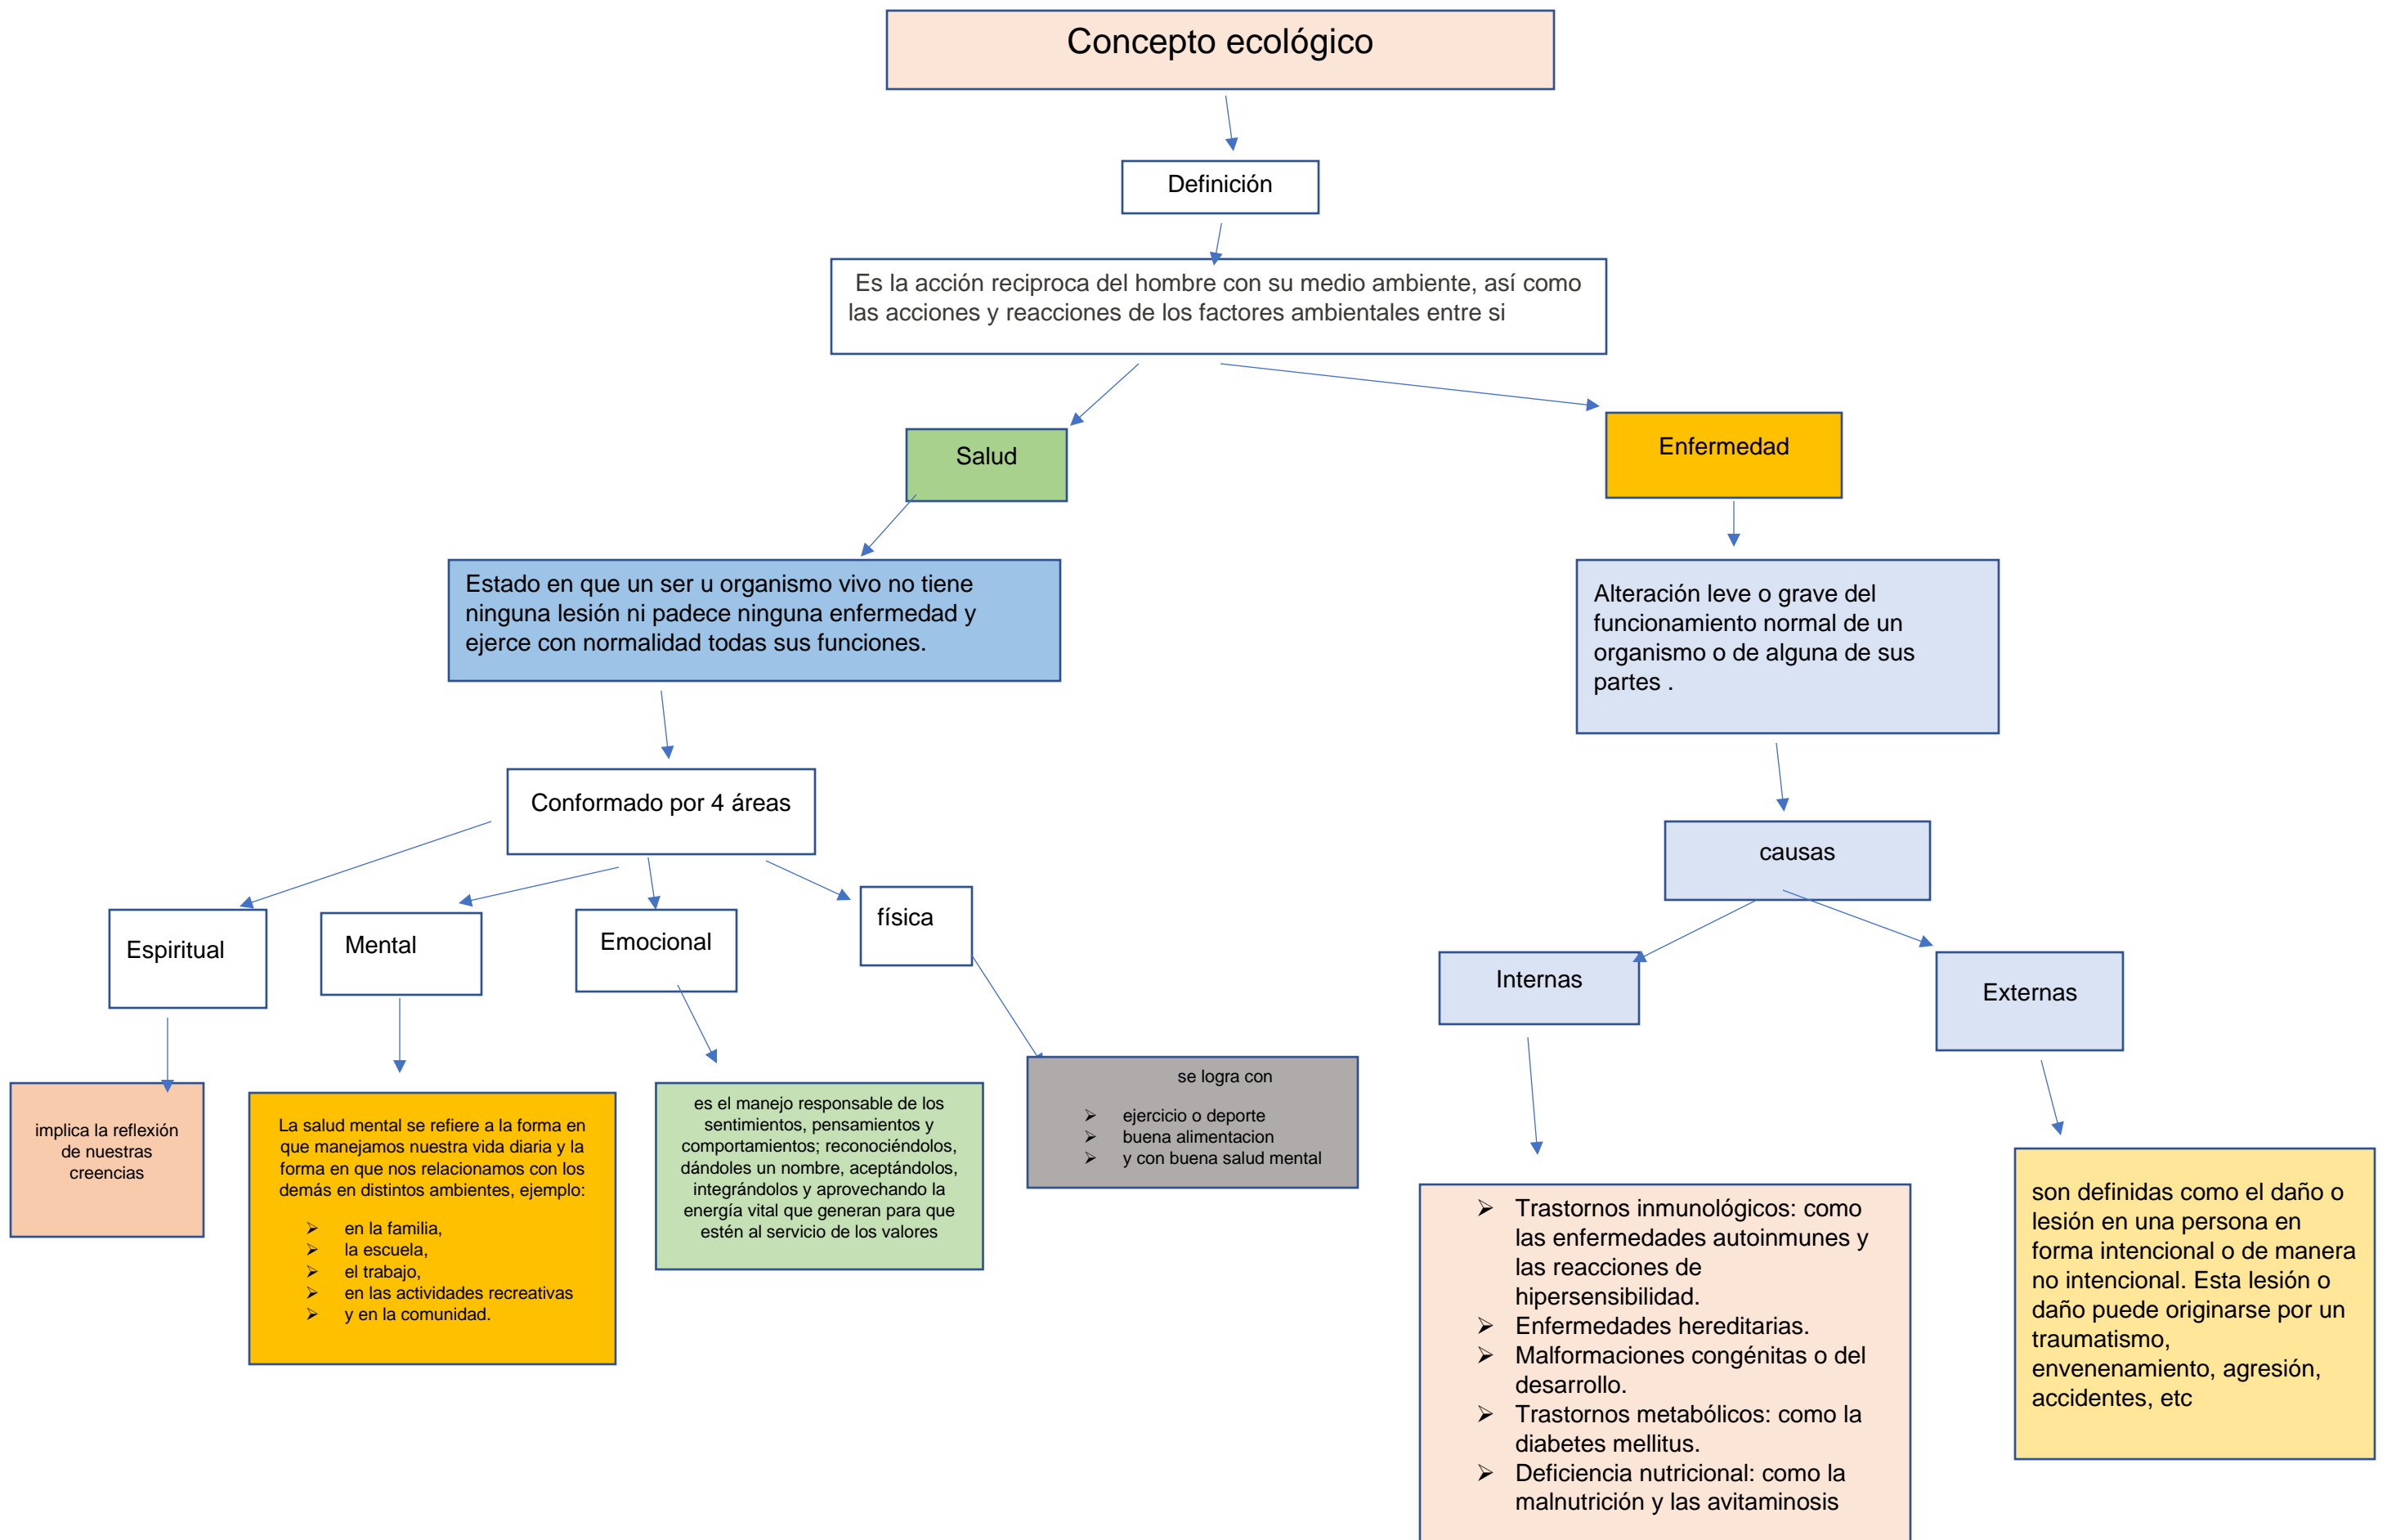 Concepto ecológico
Definición
Es la acción reciproca del hombre con su medio ambiente, así como
las acciones y reacciones de los factores ambientales entre si
Salud
Enfermedad
Estado en que un ser u organismo vivo no tiene
ninguna lesión ni padece ninguna enfermedad y
ejerce con normalidad todas sus funciones.
Alteración leve o grave del
funcionamiento normal de un
organismo o de alguna de sus
partes .
Conformado por 4 áreas
causas
Espiritual
Mental
Emocional
física
Internas
Externas
implica la reflexión
de nuestras
creencias
La salud mental se refiere a la forma en
que manejamos nuestra vida diaria y la
forma en que nos relacionamos con los
demás en distintos ambientes, ejemplo:
➢ en la familia,
➢ la escuela,
➢ el trabajo,
➢ en las actividades recreativas
➢ y en la comunidad.
es el manejo responsable de los
sentimientos, pensamientos y
comportamientos; reconociéndolos,
dándoles un nombre, aceptándolos,
integrándolos y aprovechando la
energía vital que generan para que
estén al servicio de los valores
se logra con
➢ ejercicio o deporte
➢ buena alimentacion
➢ y con buena salud mental
➢ Trastornos inmunológicos: como
las enfermedades autoinmunes y
las reacciones de
hipersensibilidad.
➢ Enfermedades hereditarias.
➢ Malformaciones congénitas o del
desarrollo.
➢ Trastornos metabólicos: como la
diabetes mellitus.
➢ Deficiencia nutricional: como la
malnutrición y las avitaminosis
son definidas como el daño o
lesión en una persona en
forma intencional o de manera
no intencional. Esta lesión o
daño puede originarse por un
traumatismo,
envenenamiento, agresión,
accidentes, etc